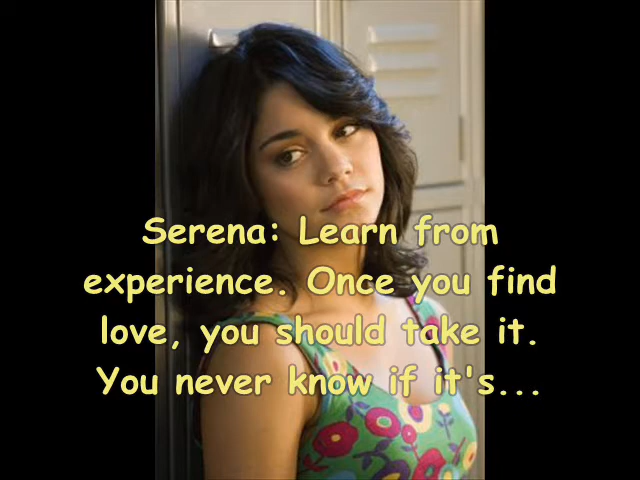 Serena: Learn from
experience. Once you find
love, you should take it.
You never know if it's...